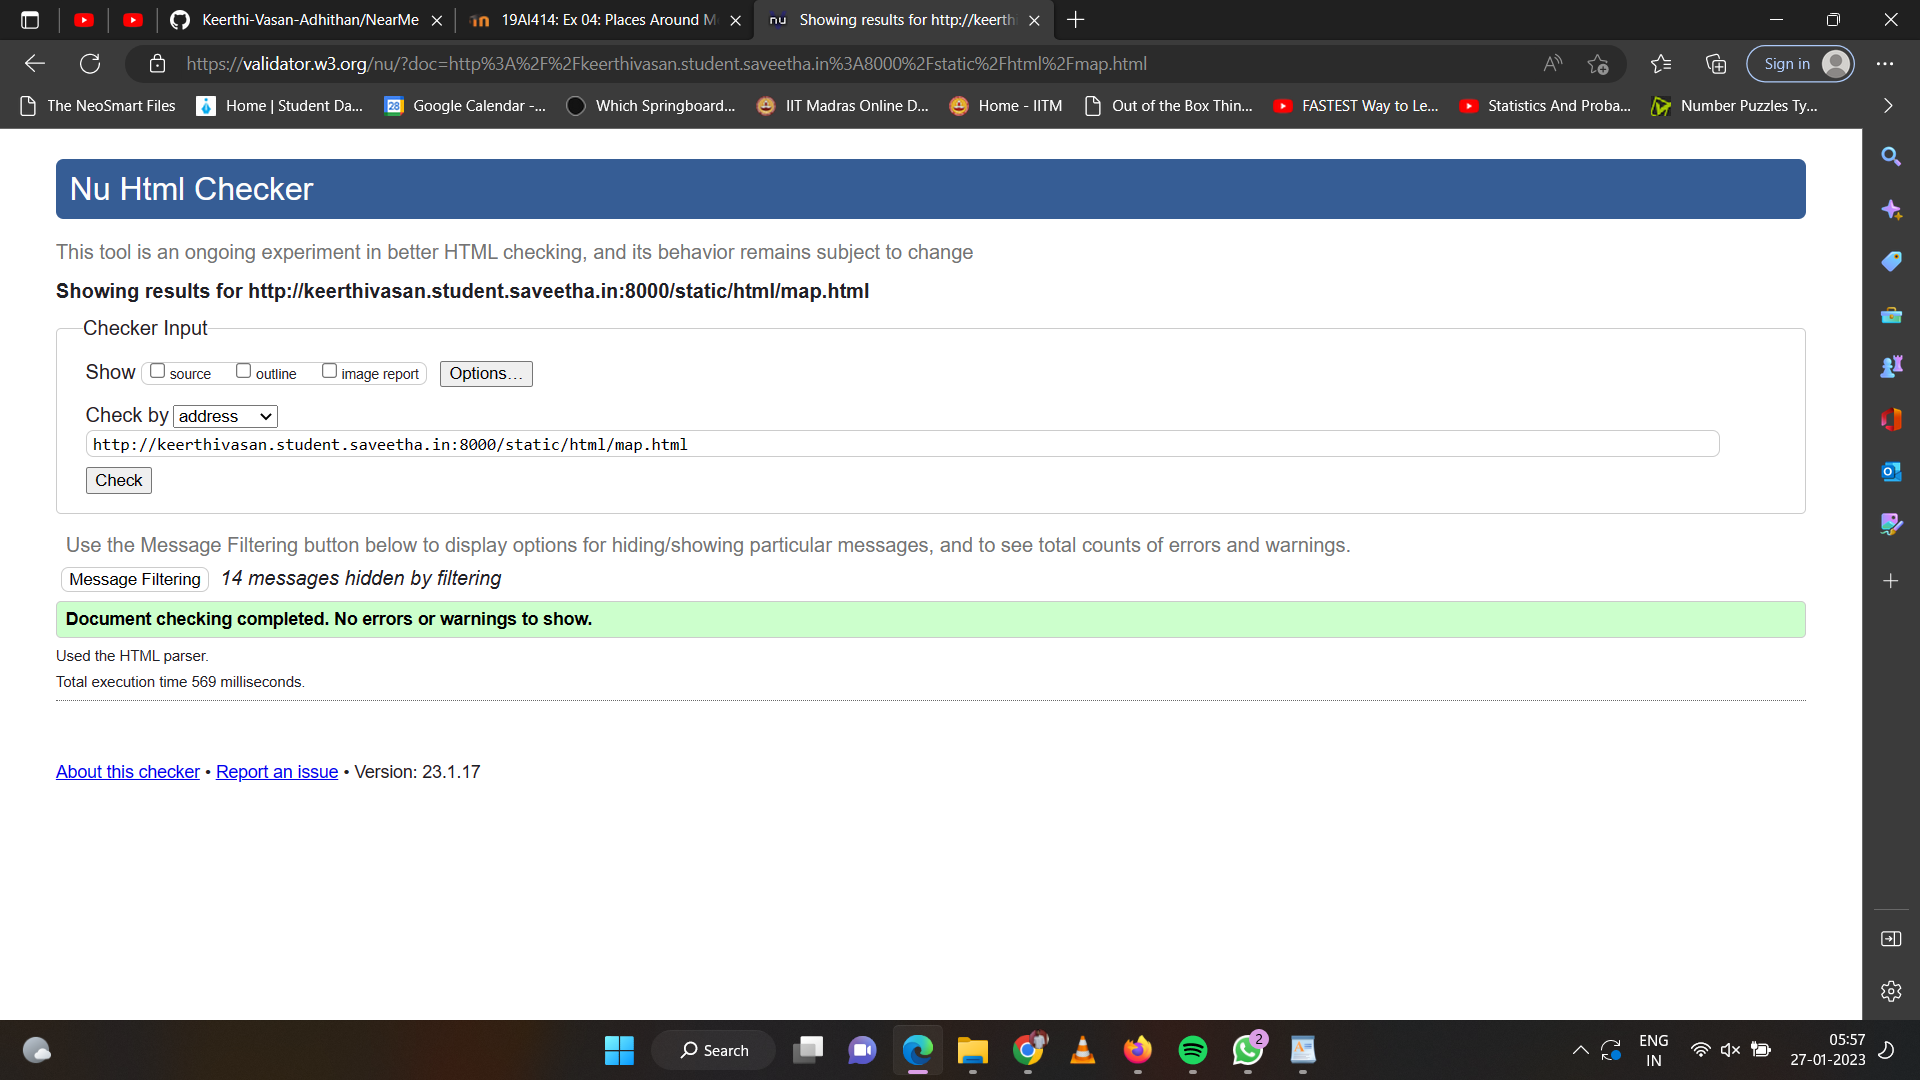 Keerthi-Vasan-Adhithan/NearMe
19AI414: Ex 04: Places Around M
Showing results for http://keerthi
https://validator.w3.org/nu/?doc=http%3A%2F%2Fkeerthivasan.student.saveetha.in%3A8000%2Fstatic%2Fhtml%2Fmap.html
Sign in
The NeoSmart Files
Home | Student Da...
Google Calendar -...
Which Springboard...
IIT Madras Online D...
Home - IITM
Out of the Box Thin...
FASTEST Way to Le...
Statistics And Proba...
Number Puzzles Ty...
Nu Html Checker
This tool is an ongoing experiment in better HTML checking, and its behavior remains subject to change
Showing results for http://keerthivasan.student.saveetha.in:8000/static/html/map.html
Checker Input
Show source outline image report Options...
Check by address
http://keerthivasan.student.saveetha.in:8000/static/html/map.html
Check
Use the Message Filtering button below to display options for hiding/showing particular messages, and to see total counts of errors and warnings.
Message Filtering 14 messages hidden by filtering
Document checking completed. No errors or warnings to show.
Used the HTML parser.
Total execution time 569 milliseconds.
About this checker • Report an issue • Version: 23.1.17
Search
2
ENG
IN
05:57
27-01-2023